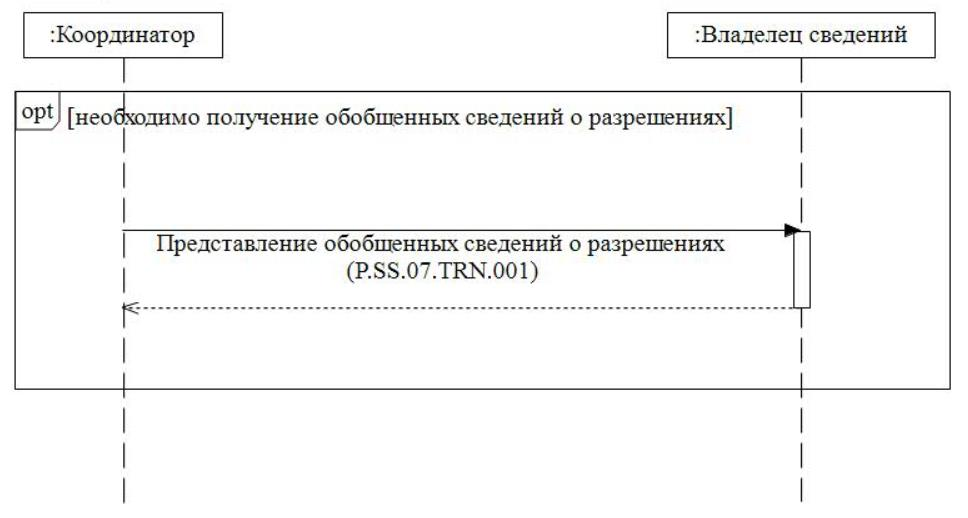 :Координатор
:Владелец сведений
opt
[необходимо получение обобщенных сведений о разрешениях]
Представление обобщенных сведений о разрешениях
(P.SS.07.TRN.001)